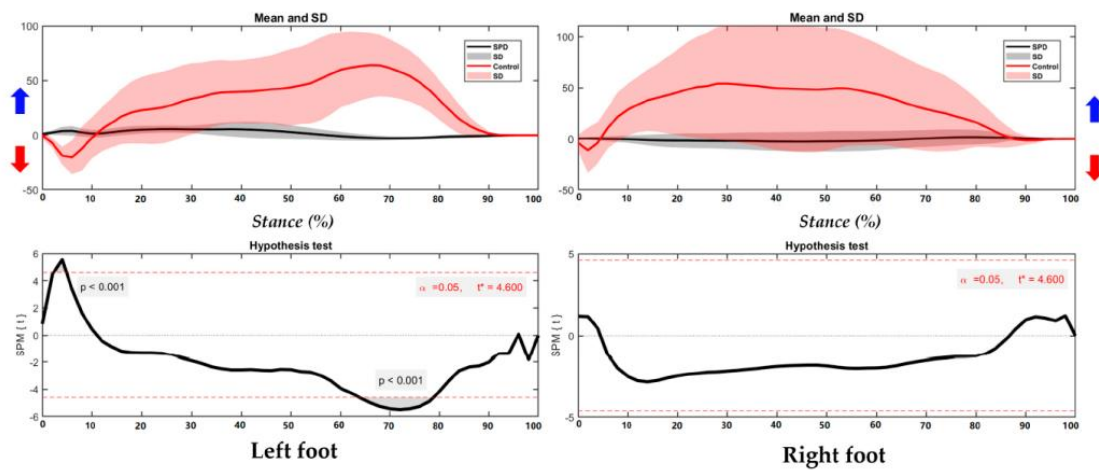 Mean and SD
100
50
0
-50
SPD
SD
Control
SD
0 10 20 30 40 50 60 70 80 90 100
Stance (%)
Mean and SD
100
50
0
-50
SPD
SD
Control
SD
0 10 20 30 40 50 60 70 80 90 100
Stance (%)
Hypothesis test
SPM { t }
6
4
2
0
-2
-4
-6
p < 0.001
α =0.05, t* = 4.600
p < 0.001
0 10 20 30 40 50 60 70 80 90 100
Left foot
Hypothesis test
SPM { t }
5
0
-5
α =0.05, t* = 4.600
0 10 20 30 40 50 60 70 80 90 100
Right foot